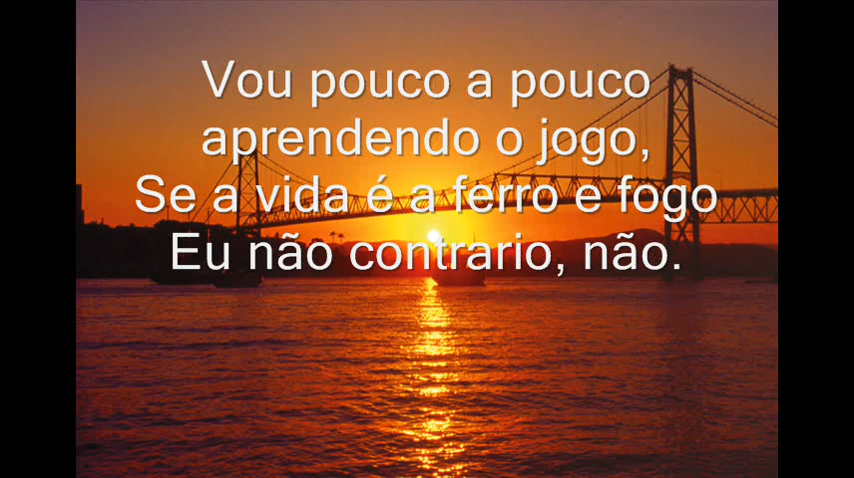 Vou pouco a pouco
aprendendo o jogo,
Se a vida é a ferro e fogo
Eu não contrario, não.